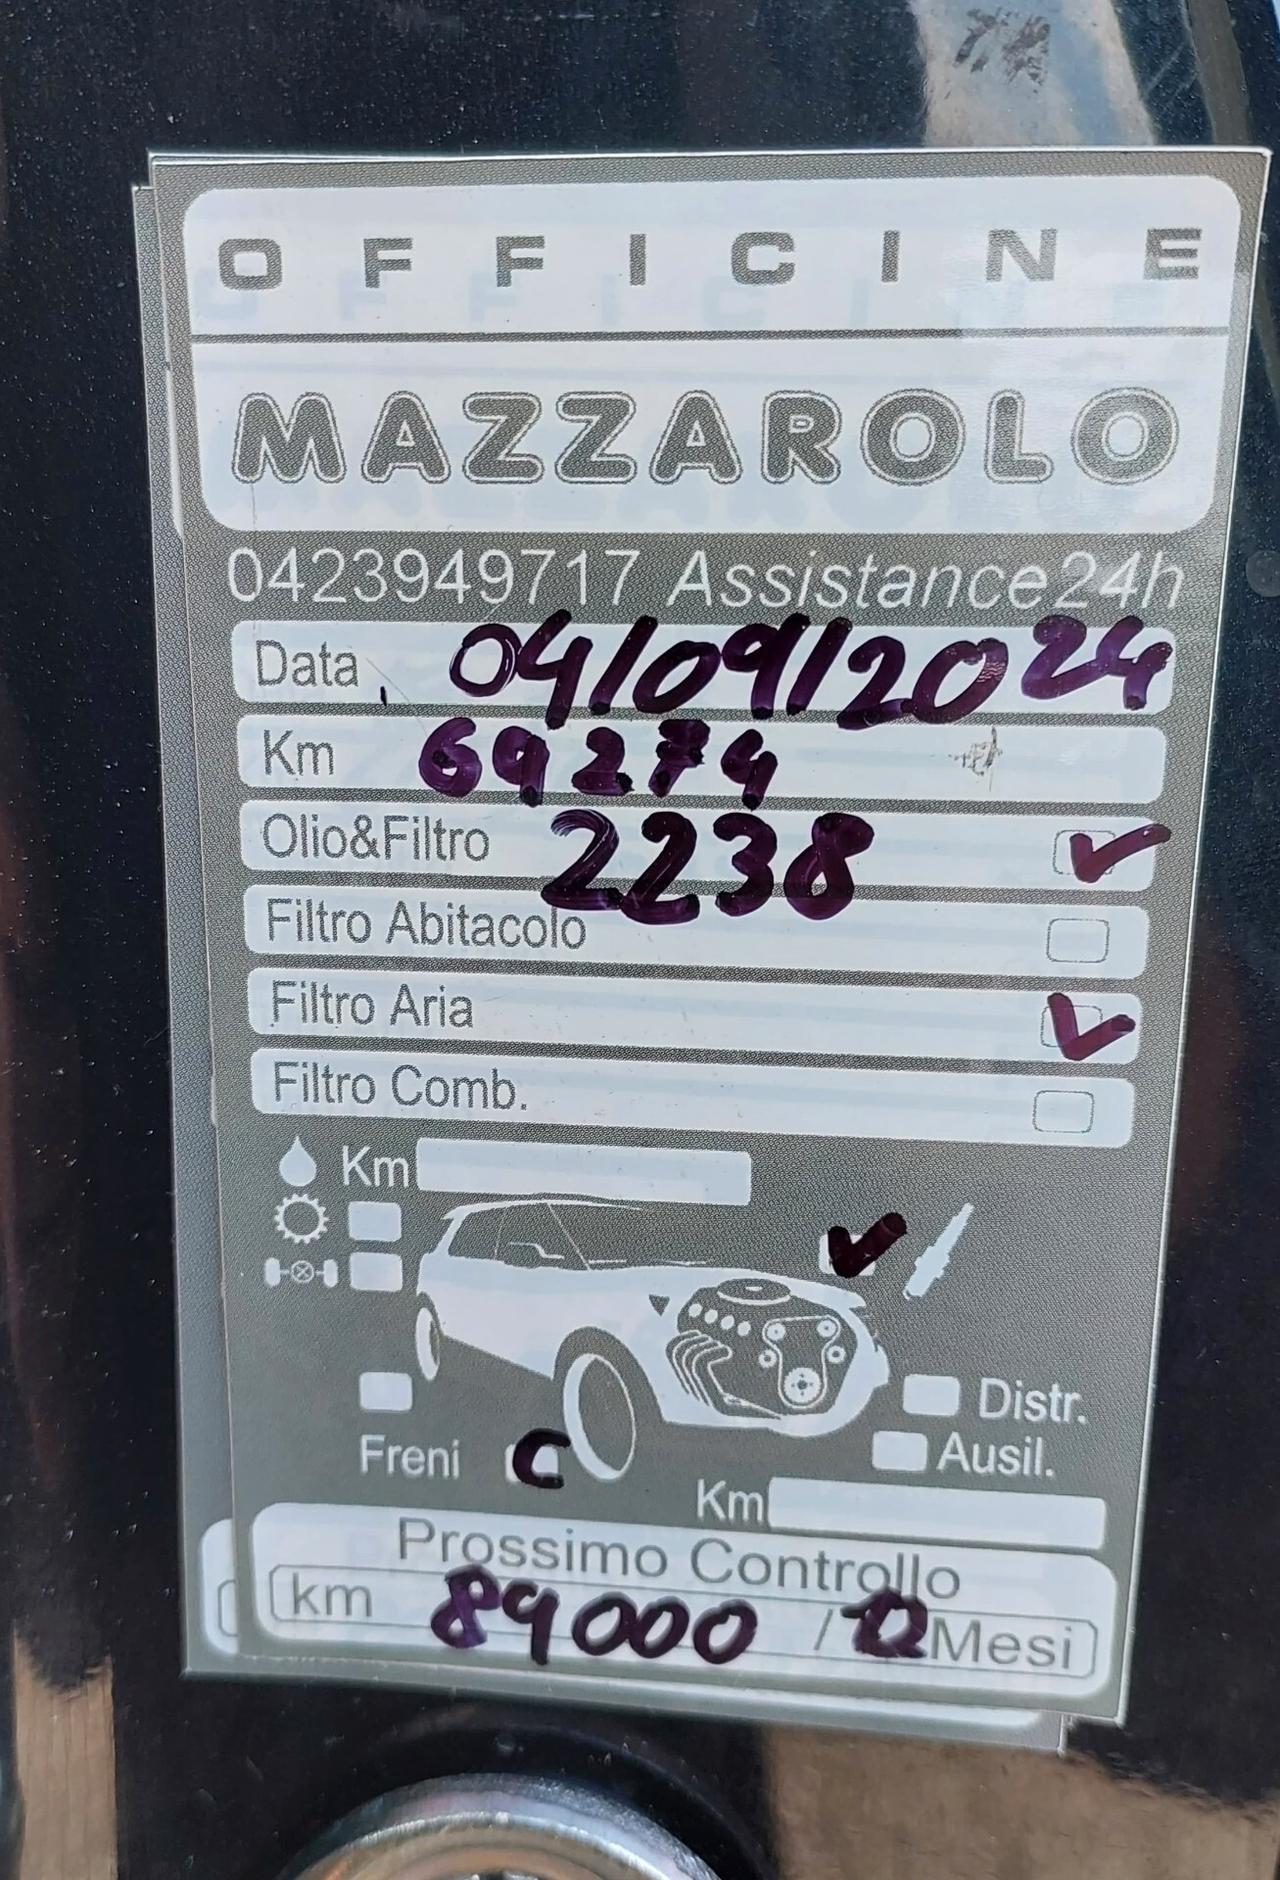 OFFICINE
MAZZAROLO
0423949717 Assistance24h
Data 04/09/2024
Km 69274
Olio&Filtro 2238
Filtro Abitacolo
Filtro Aria
Filtro Comb.
Km
Distr.
Freni C
Ausil.
Km
Prossimo Controllo
km 89000 / 12 Mesi